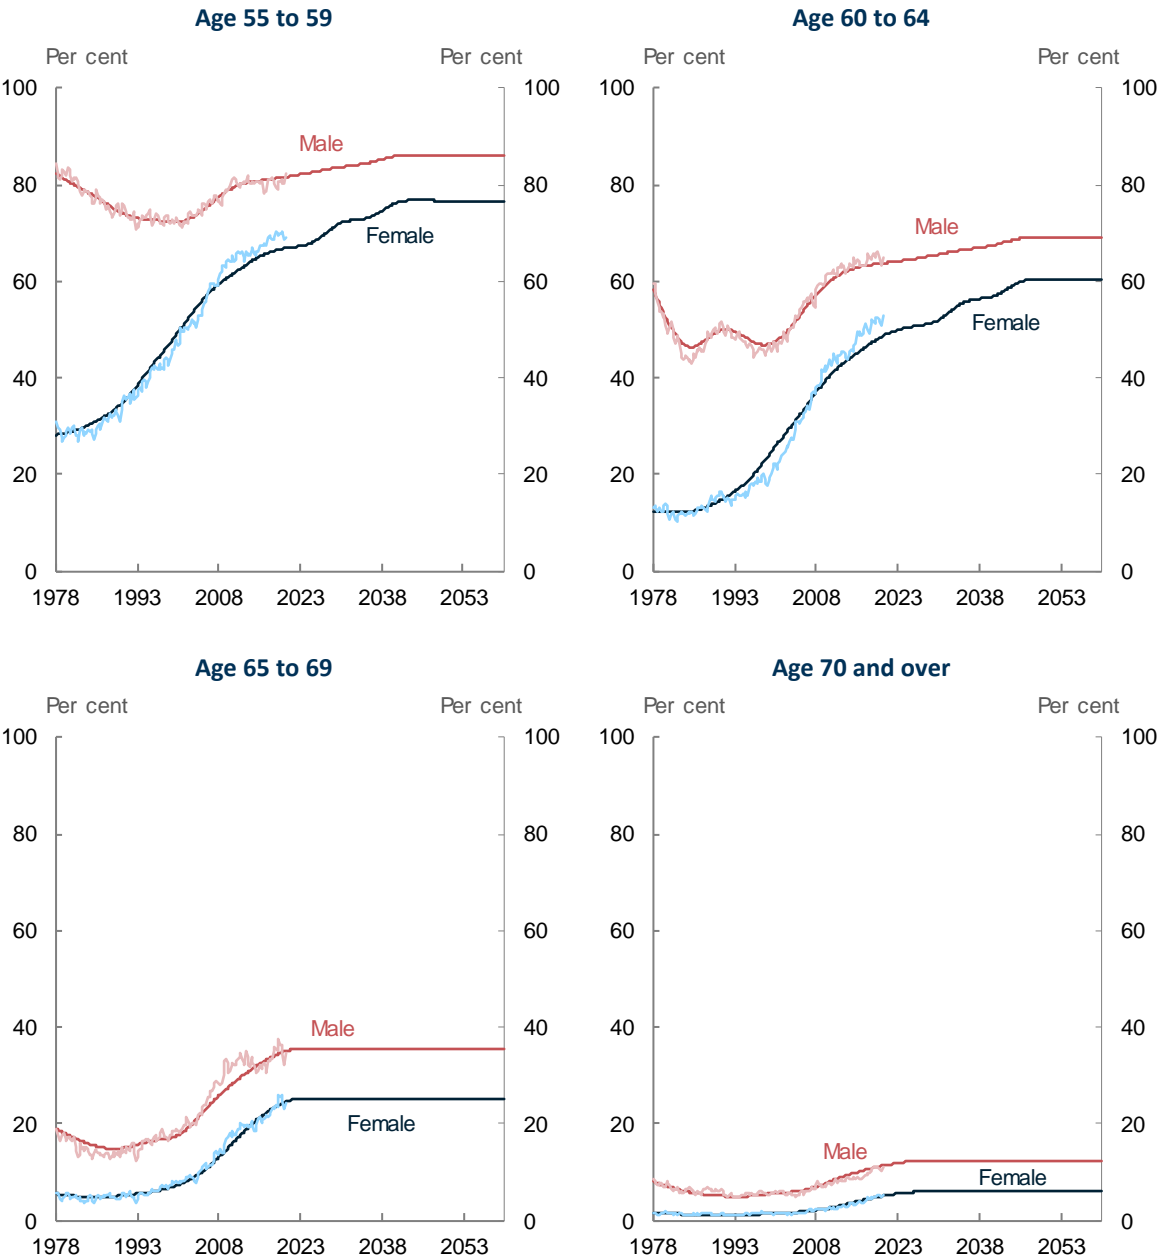 Age 55 to 59
Per cent Per cent
100 100
80 80
60 60
40 40
20 20
0 0
Male
Female
1978 1993 2008 2023 2038 2053
Age 60 to 64
Per cent Per cent
100 100
80 80
60 60
40 40
20 20
0 0
Male
Female
1978 1993 2008 2023 2038 2053
Age 65 to 69
Per cent Per cent
100 100
80 80
60 60
40 40
20 20
0 0
Male
Female
1978 1993 2008 2023 2038 2053
Age 70 and over
Per cent Per cent
100 100
80 80
60 60
40 40
20 20
0 0
Male
Female
1978 1993 2008 2023 2038 2053